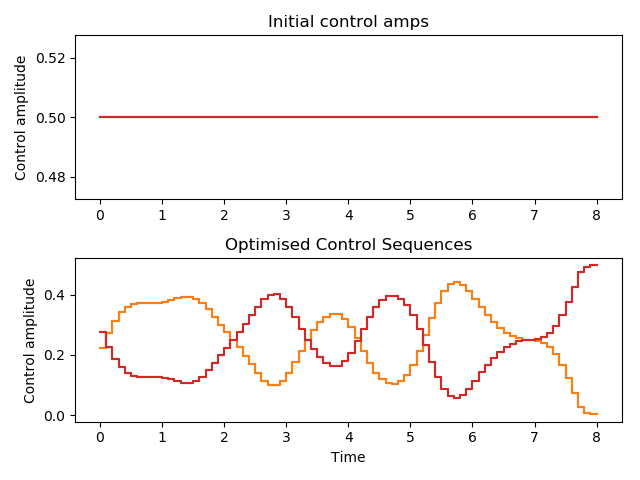 Initial control amps
Control amplitude
0.52
0.50
0.48
0 1 2 3 4 5 6 7 8
Optimised Control Sequences
Control amplitude
0.4
0.2
0.0
0 1 2 3 4 5 6 7 8
Time